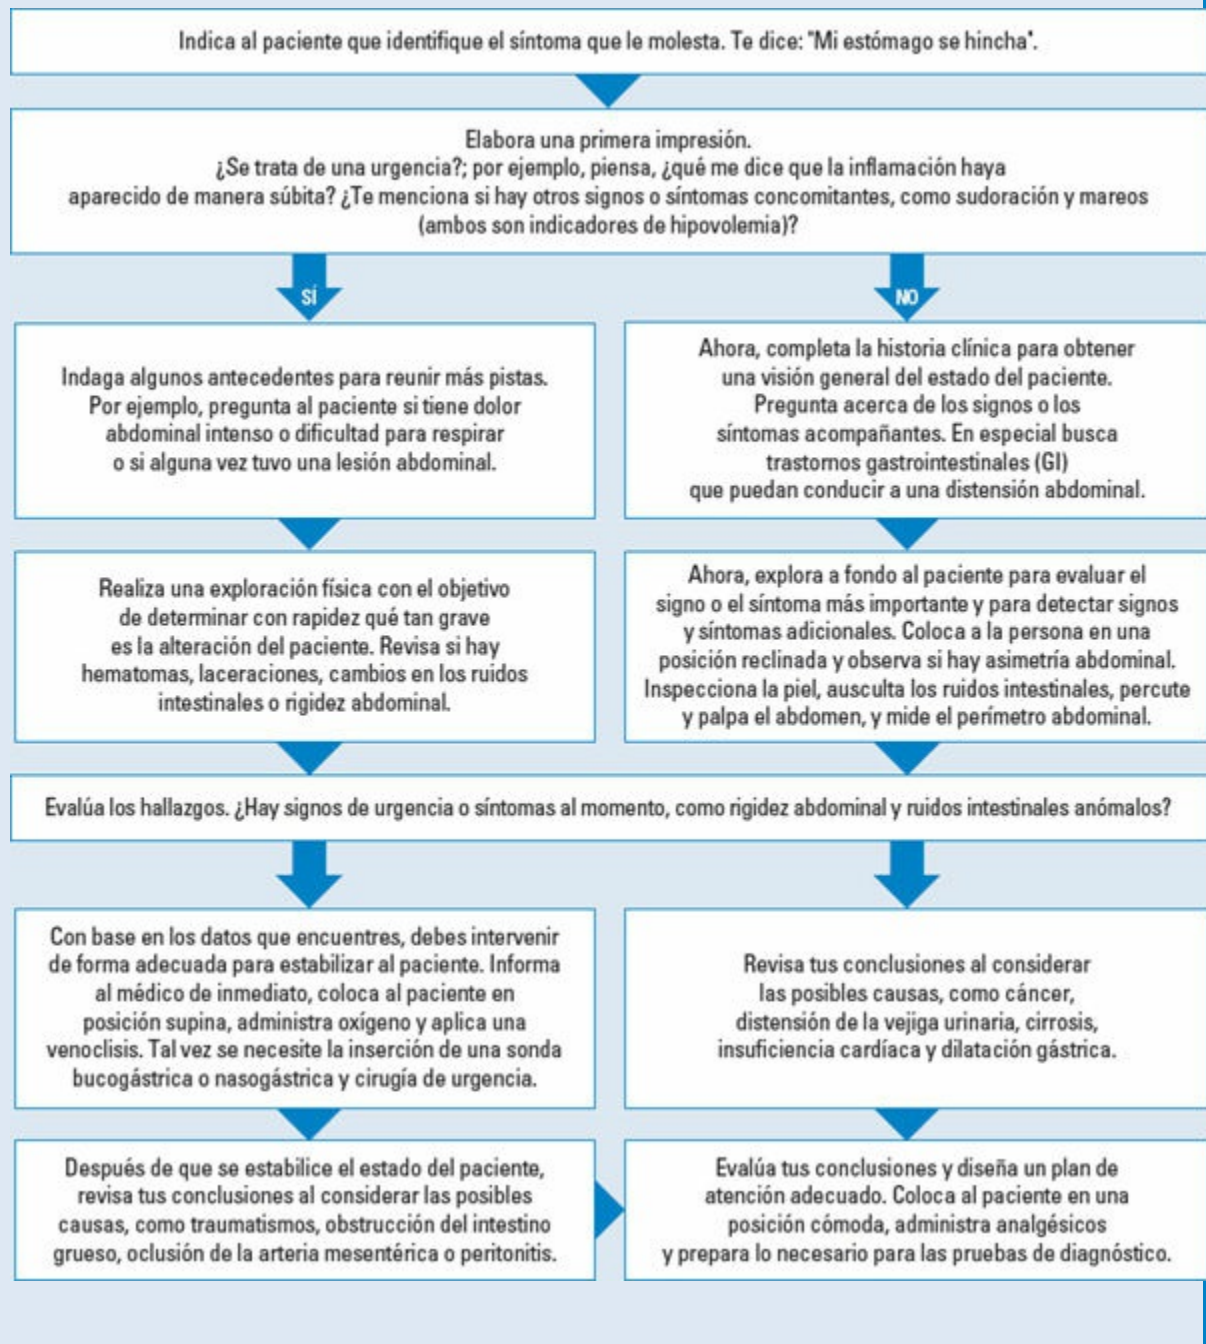 Indica al paciente que identifique el síntoma que le molesta. Te dice: "Mi estómago se hincha".
Elabora una primera impresión.
¿Se trata de una urgencia?; por ejemplo, piensa, ¿qué me dice que la inflamación haya
aparecido de manera súbita? ¿Te menciona si hay otros signos o síntomas concomitantes, como sudoración y mareos
(ambos son indicadores de hipovolemia)?
SÍ
Indaga algunos antecedentes para reunir más pistas.
Por ejemplo, pregunta al paciente si tiene dolor
abdominal intenso o dificultad para respirar
o si alguna vez tuvo una lesión abdominal.
Realiza una exploración física con el objetivo
de determinar con rapidez qué tan grave
es la alteración del paciente. Revisa si hay
hematomas, laceraciones, cambios en los ruidos
intestinales o rigidez abdominal.
NO
Ahora, completa la historia clínica para obtener
una visión general del estado del paciente.
Pregunta acerca de los signos o los
síntomas acompañantes. En especial busca
trastornos gastrointestinales (GI)
que puedan conducir a una distensión abdominal.
Ahora, explora a fondo al paciente para evaluar el
signo o el síntoma más importante y para detectar signos
y síntomas adicionales. Coloca a la persona en una
posición reclinada y observa si hay asimetría abdominal.
Inspecciona la piel, ausculta los ruidos intestinales, percute
y palpa el abdomen, y mide el perímetro abdominal.
Evalúa los hallazgos. ¿Hay signos de urgencia o síntomas al momento, como rigidez abdominal y ruidos intestinales anómalos?
Con base en los datos que encuentres, debes intervenir
de forma adecuada para estabilizar al paciente. Informa
al médico de inmediato, coloca al paciente en
posición supina, administra oxígeno y aplica una
venoclisis. Tal vez se necesite la inserción de una sonda
bucogástrica o nasogástrica y cirugía de urgencia.
Después de que se estabilice el estado del paciente,
revisa tus conclusiones al considerar las posibles
causas, como traumatismos, obstrucción del intestino
grueso, oclusión de la arteria mesentérica o peritonitis.
Revisa tus conclusiones al considerar
las posibles causas, como cáncer,
distensión de la vejiga urinaria, cirrosis,
insuficiencia cardíaca y dilatación gástrica.
Evalúa tus conclusiones y diseña un plan de
atención adecuado. Coloca al paciente en una
posición cómoda, administra analgésicos
y prepara lo necesario para las pruebas de diagnóstico.